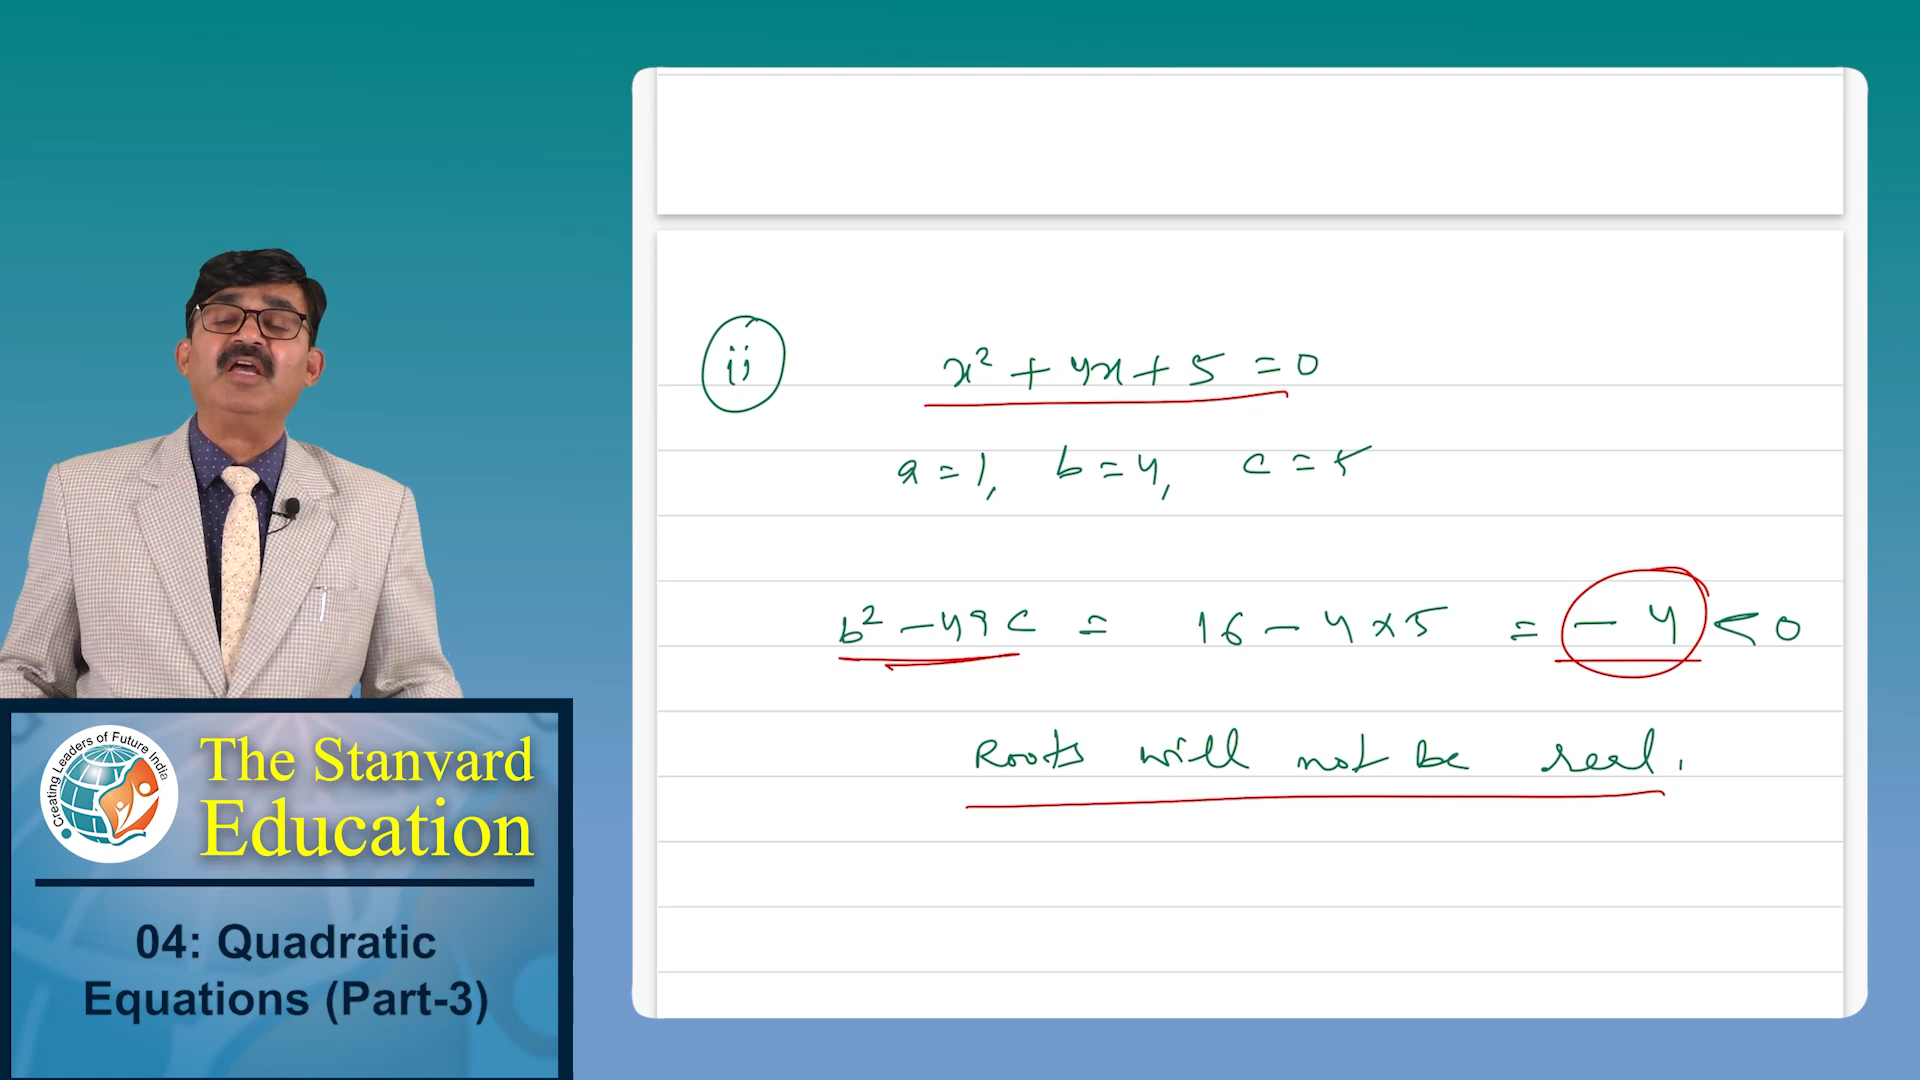 (ii) x² + 4x + 5 = 0
a = 1, b = 4, c = 5
b² - 4ac = 16 - 4 × 5 = - 4 < 0
Roots will not be real.
Creating Leaders of Future India
The Stanvard
Education
04: Quadratic
Equations (Part-3)